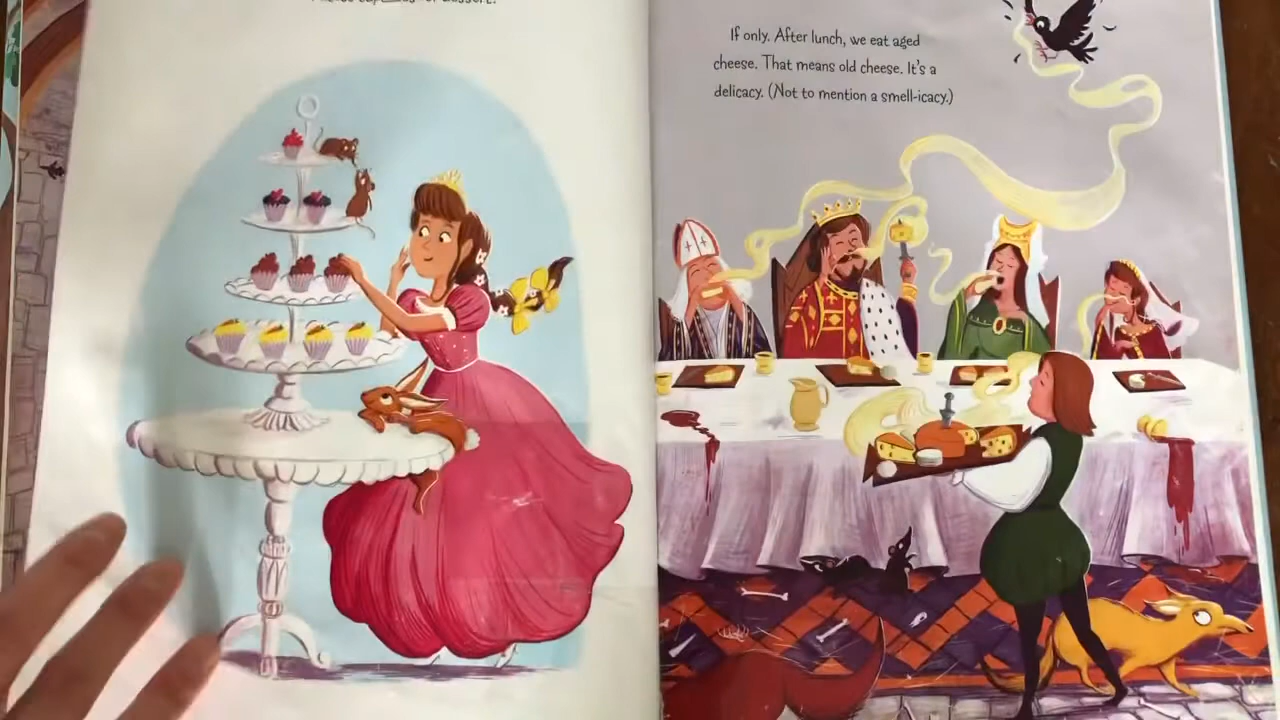 If only. After lunch, we eat aged
cheese. That means old cheese. It's a
delicacy. (Not to mention a smell-icacy.)